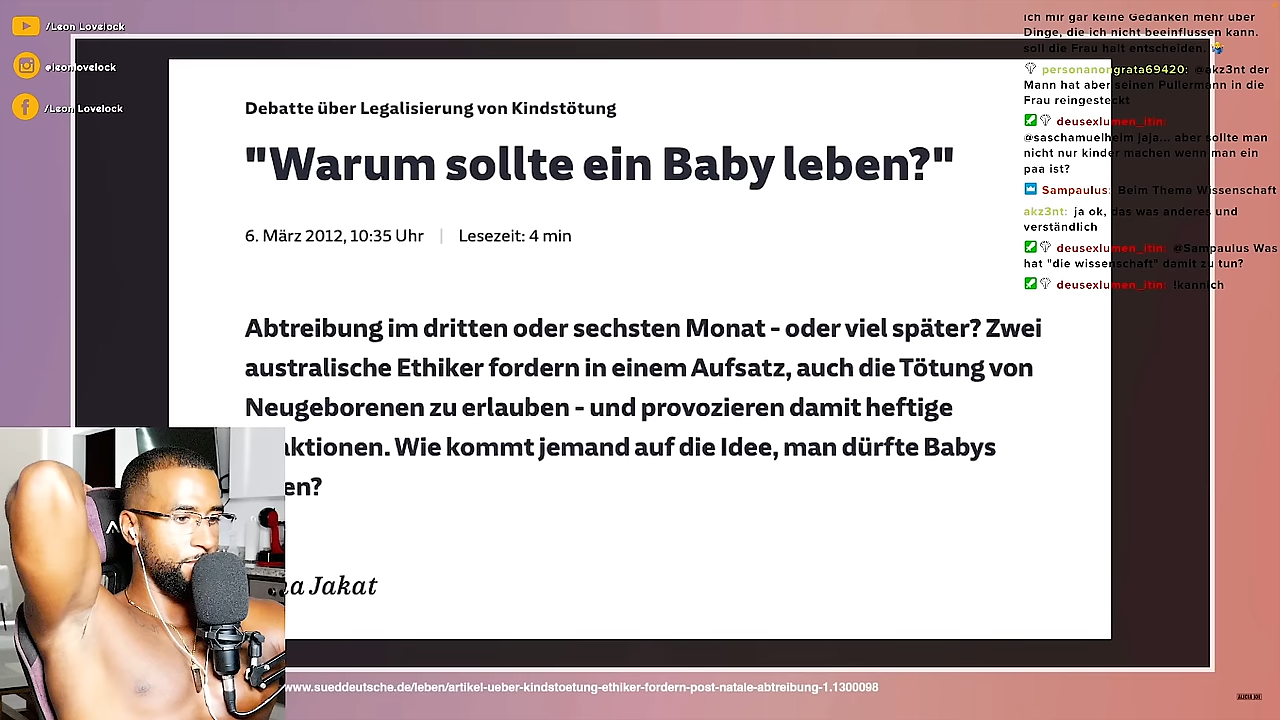 /Leon Lovelock
@leonlovelock
/Leon Lovelock
Debatte über Legalisierung von Kindstötung
"Warum sollte ein Baby leben?"
6. März 2012, 10:35 Uhr | Lesezeit: 4 min
Abtreibung im dritten oder sechsten Monat - oder viel später? Zwei
australische Ethiker fordern in einem Aufsatz, auch die Tötung von
Neugeborenen zu erlauben - und provozieren damit heftige
aktionen. Wie kommt jemand auf die Idee, man dürfte Babys
en?
a Jakat
www.sueddeutsche.de/leben/artikel-ueber-kindstoetung-ethiker-fordern-post-natale-abtreibung-1.1300098
ich mir gar keine Gedanken mehr über
Dinge, die ich nicht beeinflussen kann.
soll die Frau halt entscheiden.
personanongrata69420: @akz3nt der
Mann hat aber seinen Pullermann in die
Frau reingesteckt
deusexlumen_itin:
@saschamuelheim jaja... aber sollte man
nicht nur kinder machen wenn man ein
paa ist?
Sampaulus: Beim Thema Wissenschaft
akz3nt: ja ok, das was anderes und
verständlich
deusexlumen_itin: @Sampaulus Was
hat "die wissenschaft" damit zu tun?
deusexlumen_itin: !kannich